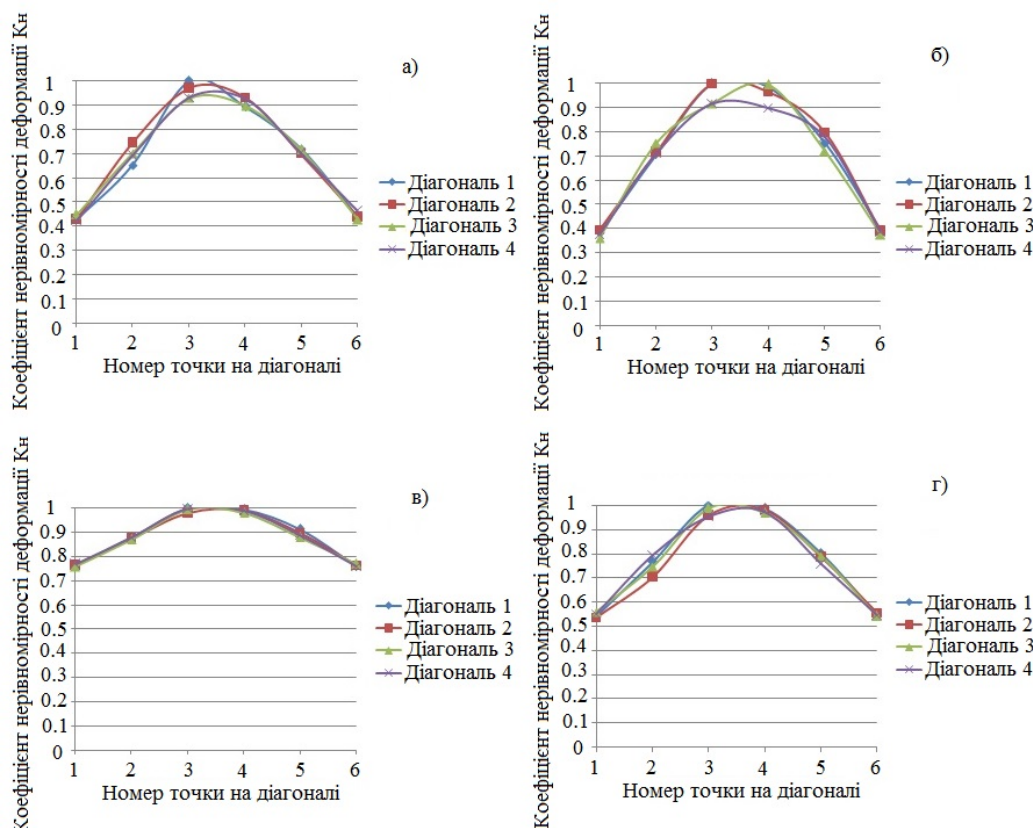 Коефіцієнт нерівномірності деформації Кн
а)
1
0.9
0.8
0.7
0.6
0.5
0.4
0.3
0.2
0.1
0
1 2 3 4 5 6
Номер точки на діагоналі
Діагональ 1
Діагональ 2
Діагональ 3
Діагональ 4
Коефіцієнт нерівномірності деформації Кн
б)
1
0.9
0.8
0.7
0.6
0.5
0.4
0.3
0.2
0.1
0
1 2 3 4 5 6
Номер точки на діагоналі
Діагональ 1
Діагональ 2
Діагональ 3
Діагональ 4
Коефіцієнт нерівномірності деформації Кн
в)
1
0.9
0.8
0.7
0.6
0.5
0.4
0.3
0.2
0.1
0
1 2 3 4 5 6
Номер точки на діагоналі
Діагональ 1
Діагональ 2
Діагональ 3
Діагональ 4
Коефіцієнт нерівномірності деформації Кн
г)
1
0.9
0.8
0.7
0.6
0.5
0.4
0.3
0.2
0.1
0
1 2 3 4 5 6
Номер точки на діагоналі
Діагональ 1
Діагональ 2
Діагональ 3
Діагональ 4